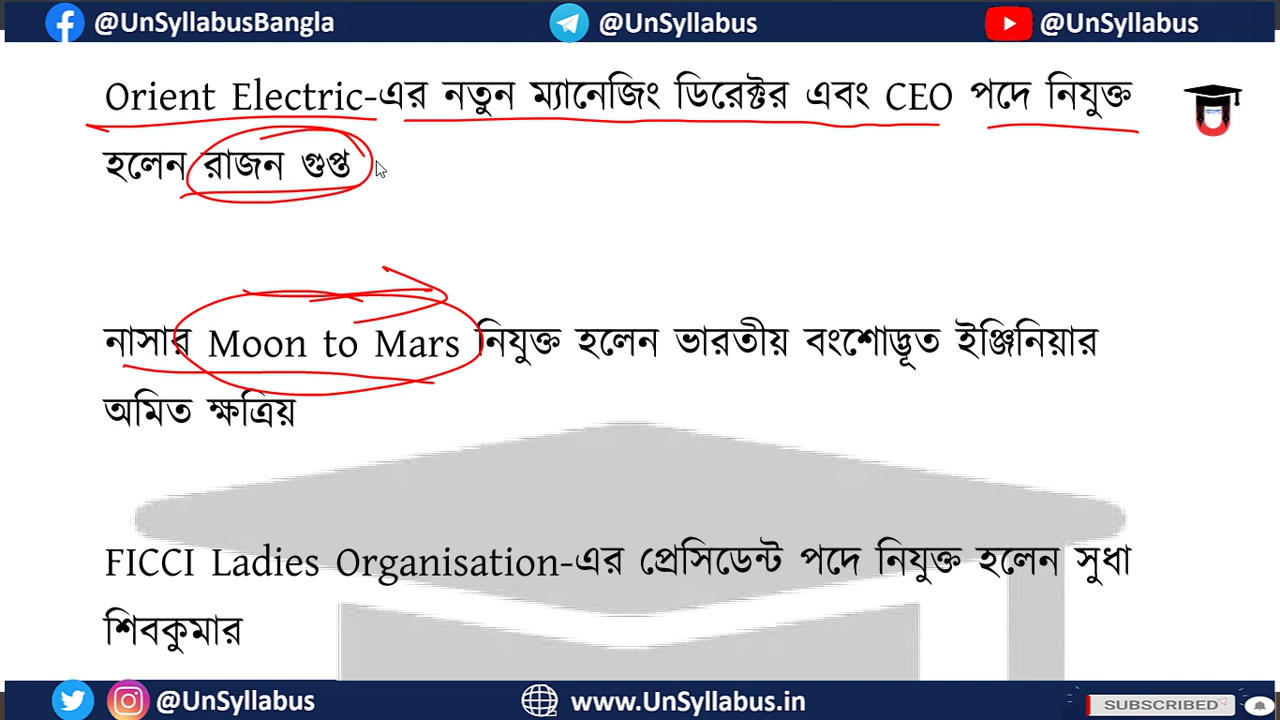 @UnSyllabusBangla @UnSyllabus @UnSyllabus
Orient Electric-এর নতুন ম্যানেজিং ডিরেক্টর এবং CEO পদে নিযুক্ত
হলেন রাজন গুপ্ত
নাসার Moon to Mars নিযুক্ত হলেন ভারতীয় বংশোদ্ভূত ইঞ্জিনিয়ার
অমিত ক্ষত্রিয়
FICCI Ladies Organisation-এর প্রেসিডেন্ট পদে নিযুক্ত হলেন সুধা
শিবকুমার
@UnSyllabus www.UnSyllabus.in SUBSCRIBED